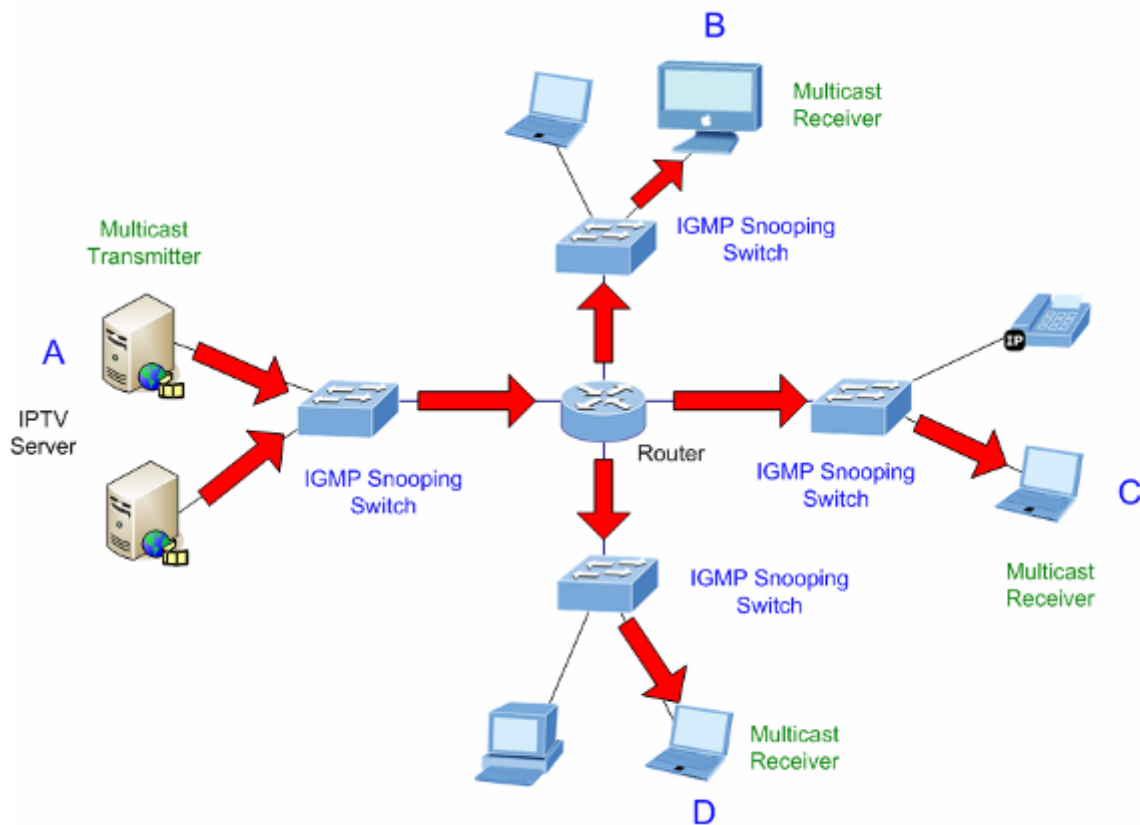 B
Multicast
Receiver
Multicast
Transmitter
IGMP Snooping
Switch
A
IP
IPTV
Server
Router
IGMP Snooping
Switch
IGMP Snooping
Switch
C
IGMP Snooping
Switch
Multicast
Receiver
Multicast
Receiver
D